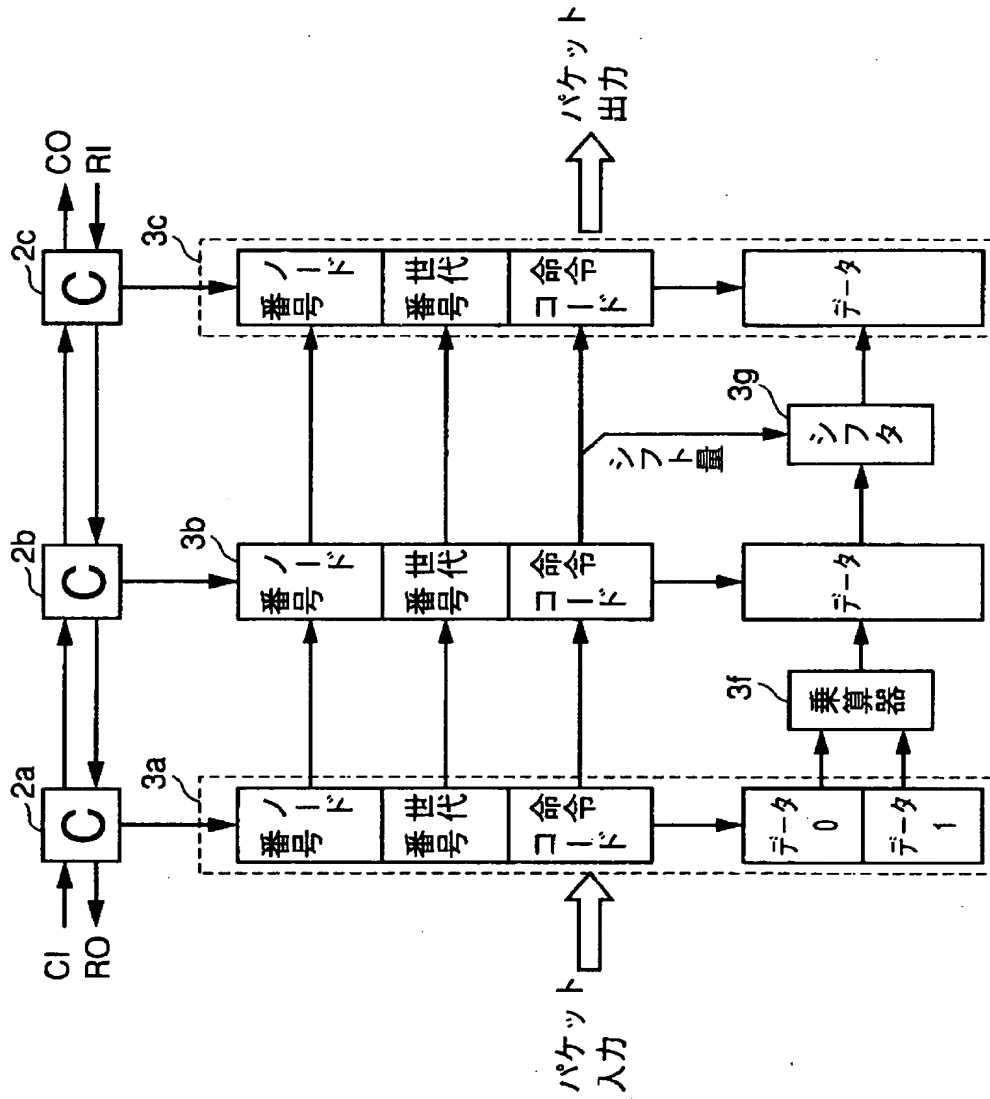 CI
RO
2a
C
2b
C
2c
C
CO
RI
3a
ノード
番号
世代
番号
命令
コード
データ
0
データ
1
パケット
入力
3f
乗算器
3b
ノード
番号
世代
番号
命令
コード
データ
シフト量
3g
シフタ
3c
ノード
番号
世代
番号
命令
コード
データ
パケット
出力